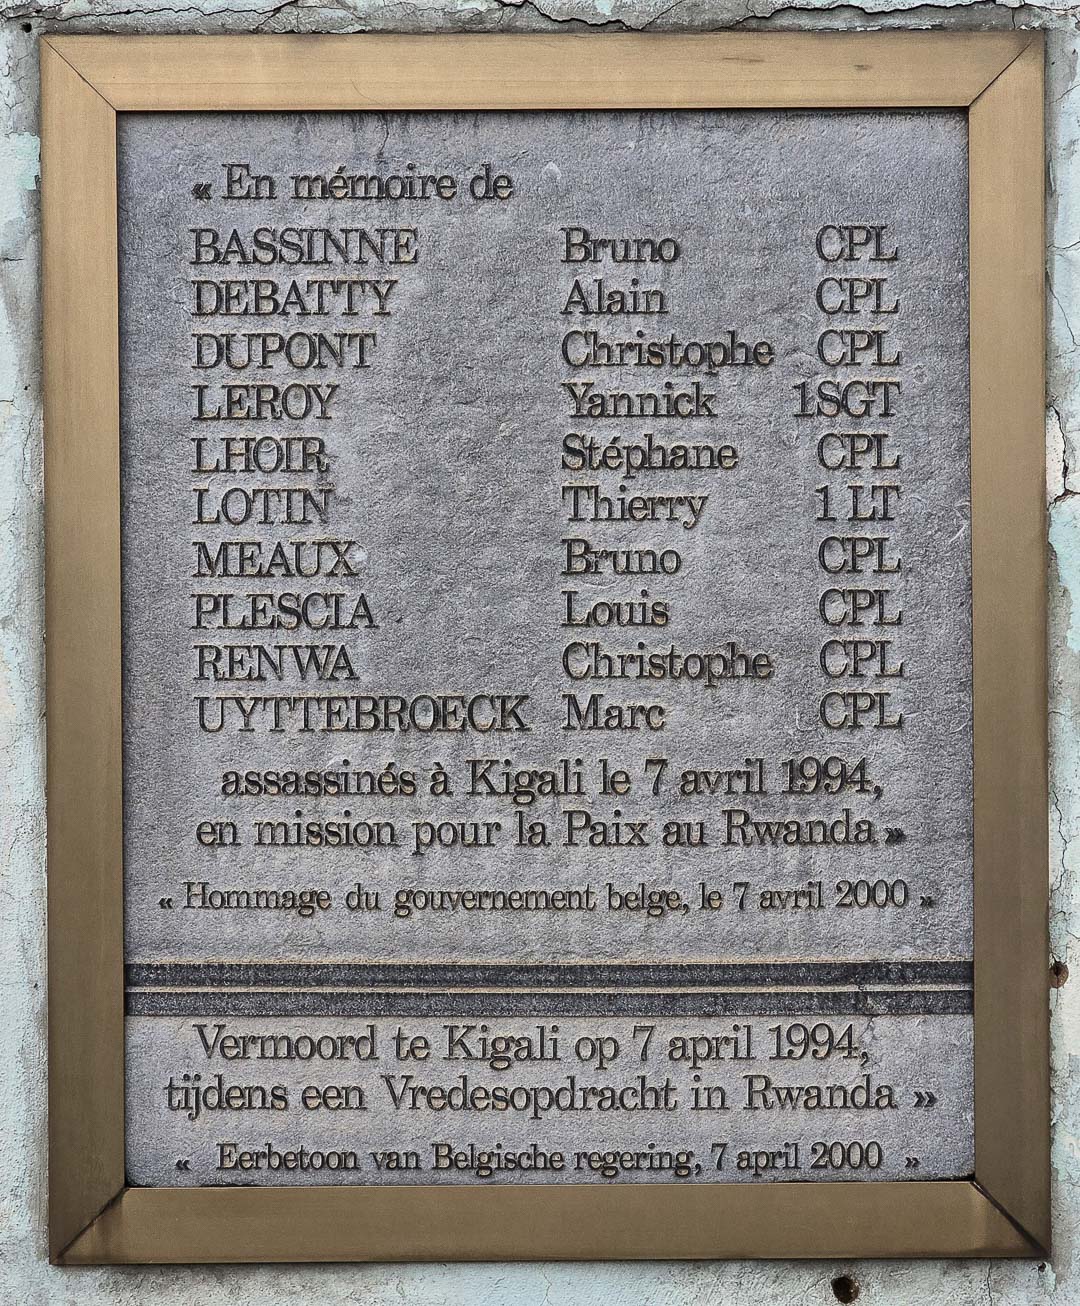 « En mémoire de
BASSINNE Bruno CPL
DEBATTY Alain CPL
DUPONT Christophe CPL
LEROY Yannick 1SGT
LHOIR Stéphane CPL
LOTIN Thierry 1 LT
MEAUX Bruno CPL
PLESCIA Louis CPL
RENWA Christophe CPL
UYTTEBROECK Marc CPL
assassinés à Kigali le 7 avril 1994,
en mission pour la Paix au Rwanda »
« Hommage du gouvernement belge, le 7 avril 2000 »
Vermoord te Kigali op 7 april 1994,
tijdens een Vredesopdracht in Rwanda »
« Eerbetoon van Belgische regering, 7 april 2000 »